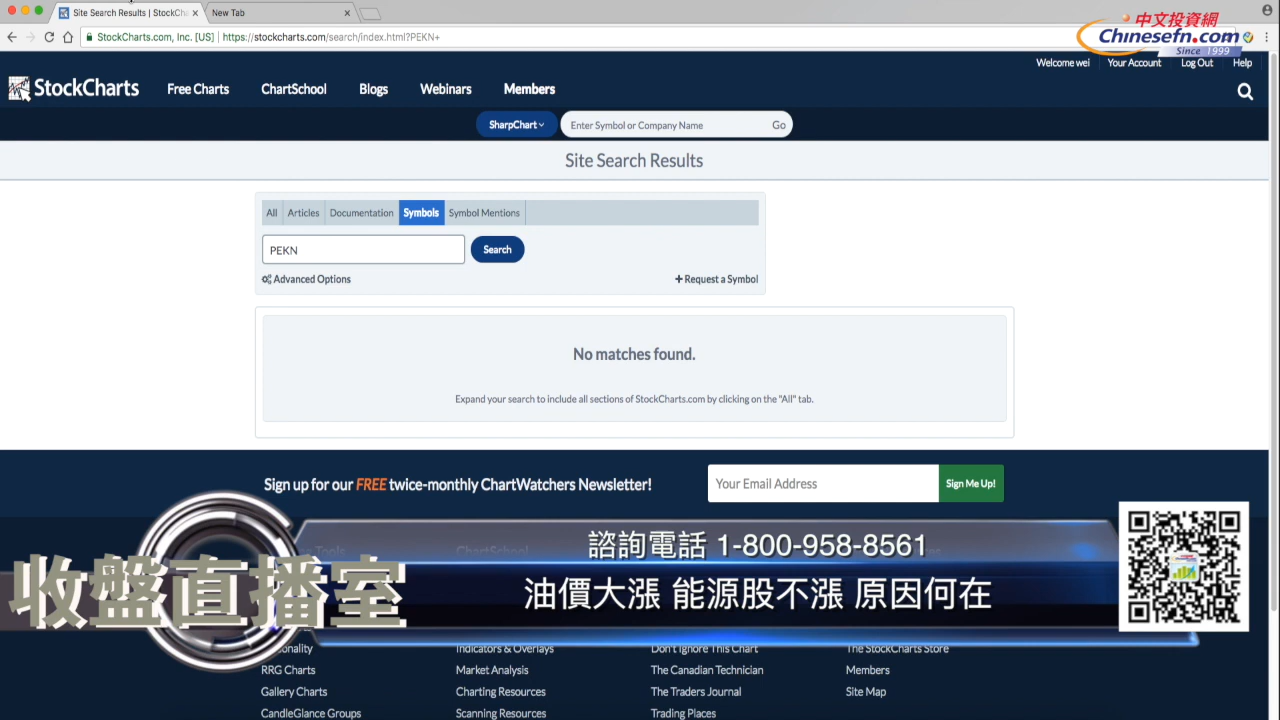 Site Search Results | StockCha
New Tab
StockCharts.com, Inc. [US] | https://stockcharts.com/search/index.html?PEKN+
中文投資網
Chinesefn.com
Since 1999
Welcome wei
Your Account
Log Out
Help
StockCharts
Free Charts
ChartSchool
Blogs
Webinars
Members
SharpChart
Enter Symbol or Company Name
Go
Site Search Results
All
Articles
Documentation
Symbols
Symbol Mentions
PEKN
Search
Advanced Options
+ Request a Symbol
No matches found.
Expand your search to include all sections of StockCharts.com by clicking on the "All" tab.
Sign up for our FREE twice-monthly ChartWatchers Newsletter!
Your Email Address
Sign Me Up!
諮詢電話 1-800-958-8561
收盤直播室
油價大漲 能源股不漲 原因何在
Indicators & Overlays
Don't Ignore This Chart
The StockCharts Store
RRG Charts
Market Analysis
The Canadian Technician
Members
Gallery Charts
Charting Resources
The Traders Journal
Site Map
CandleGlance Groups
Scanning Resources
Trading Places